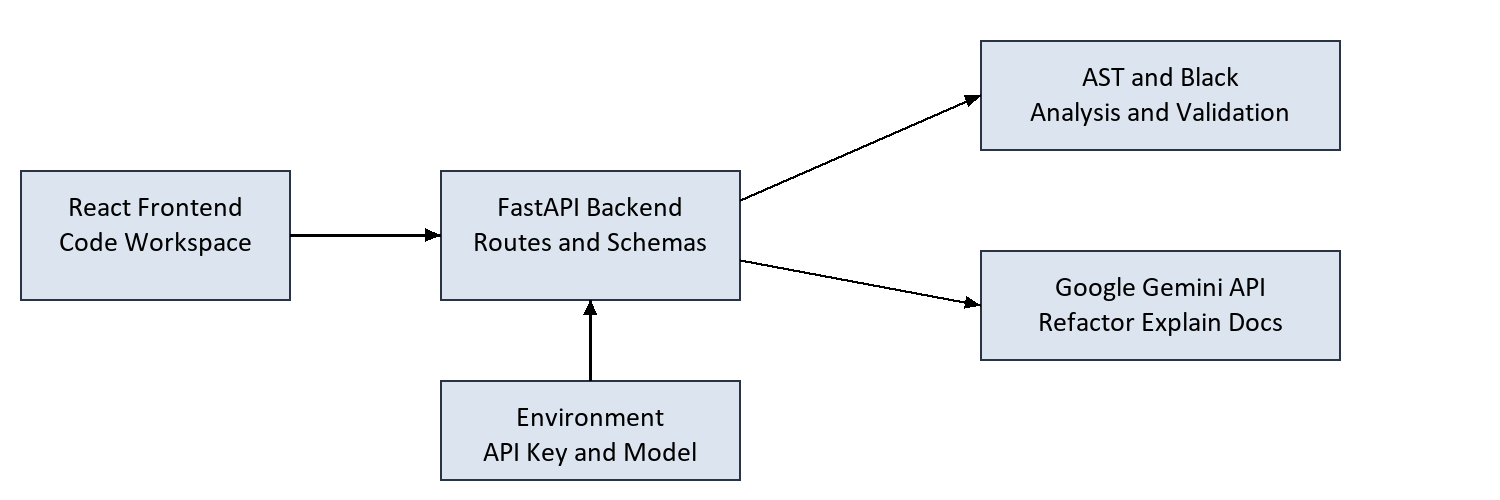 React Frontend
Code Workspace
FastAPI Backend
Routes and Schemas
Environment
API Key and Model
AST and Black
Analysis and Validation
Google Gemini API
Refactor Explain Docs